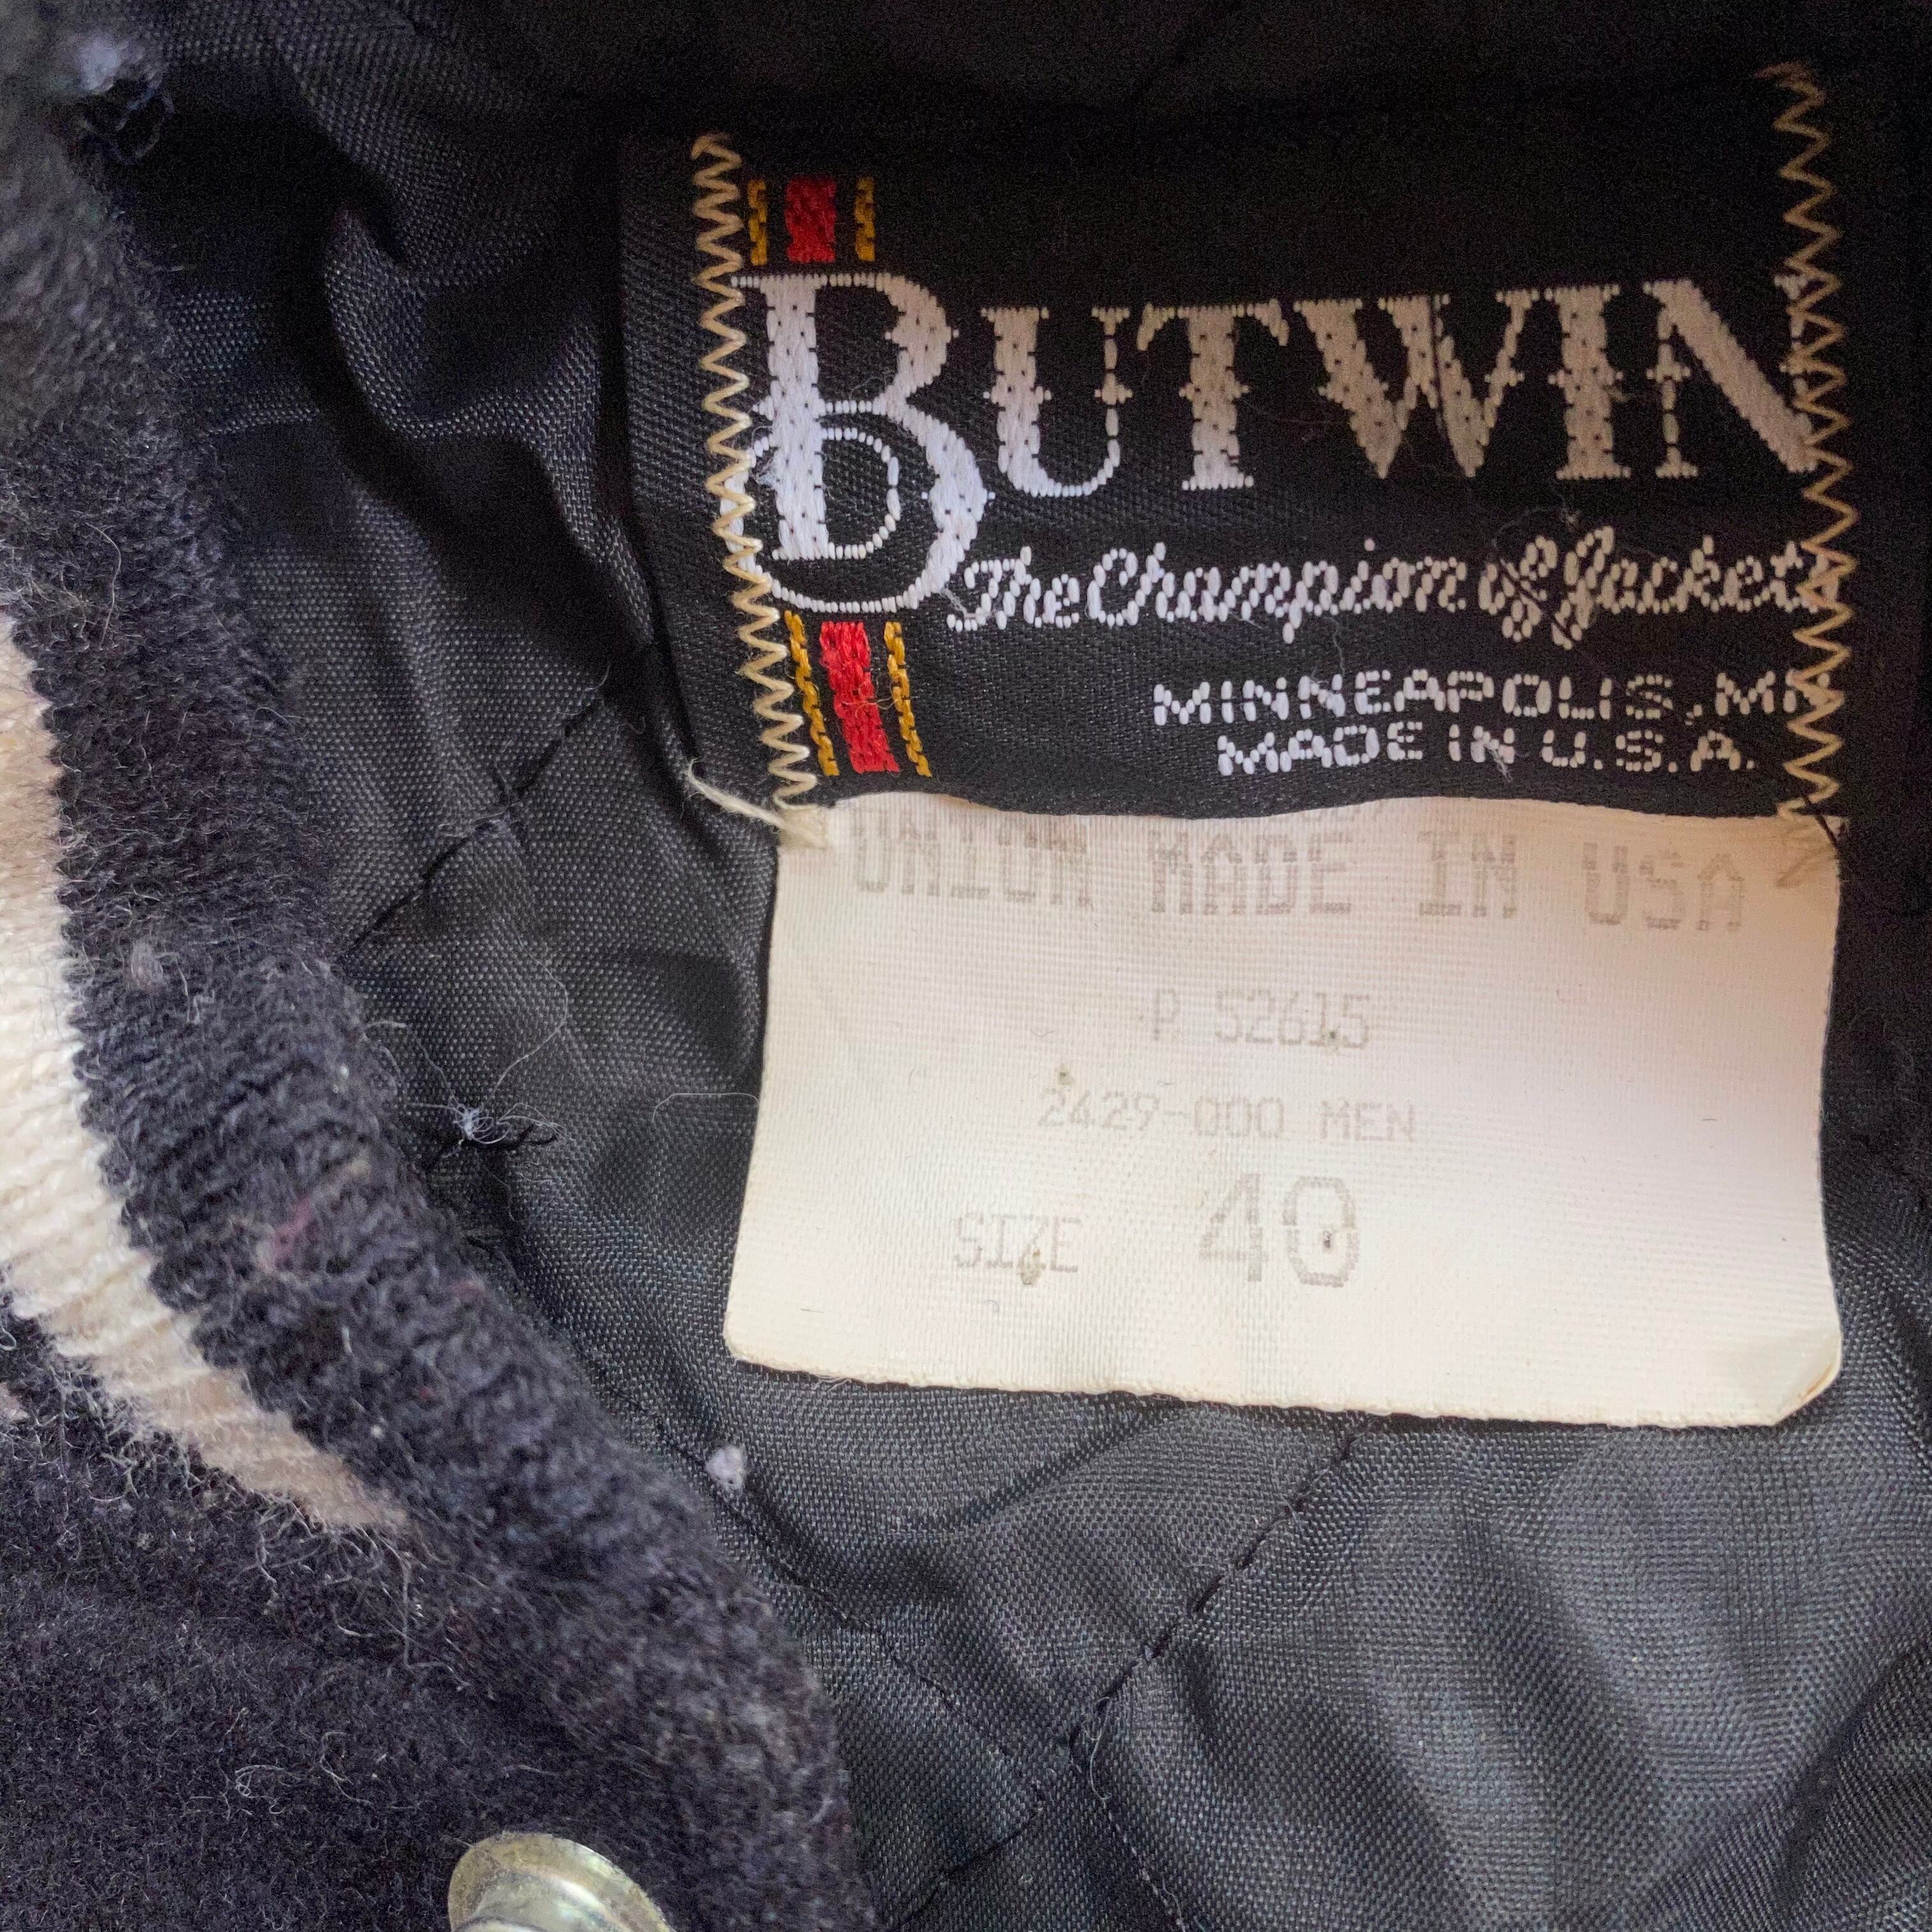 BUTWIN
The Champion of Jackets
MINNEAPOLIS, MN
MADE IN U.S.A.
UNION MADE IN USA
P 52615
2429-000 MEN
SIZE 40